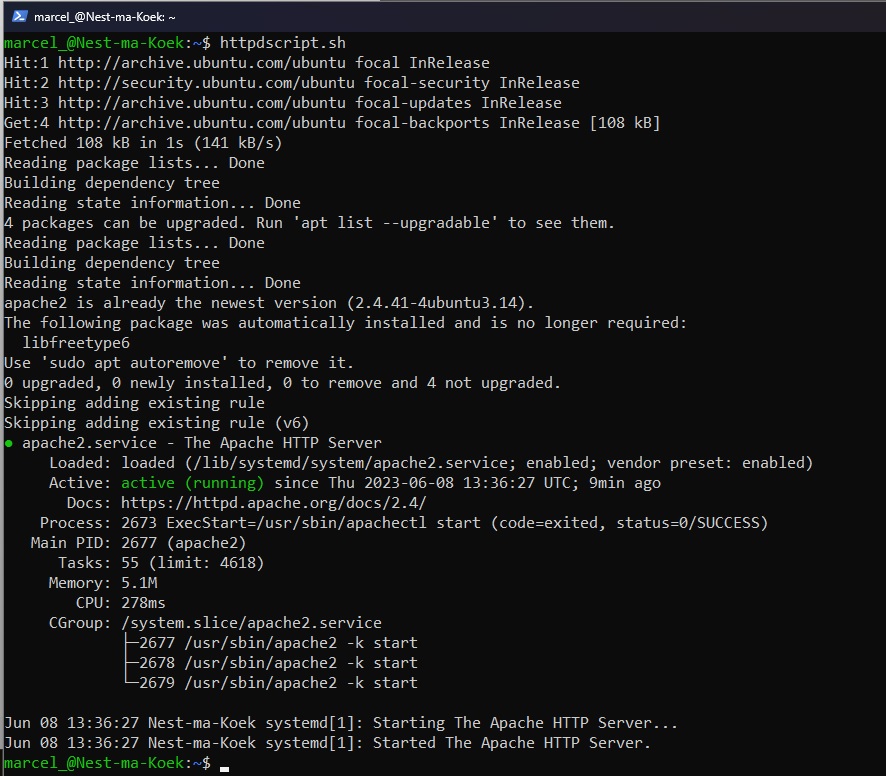 marcel_@Nest-ma-Koek: ~
marcel_@Nest-ma-Koek:~$ httpdscript.sh
Hit:1 http://archive.ubuntu.com/ubuntu focal InRelease
Hit:2 http://security.ubuntu.com/ubuntu focal-security InRelease
Hit:3 http://archive.ubuntu.com/ubuntu focal-updates InRelease
Get:4 http://archive.ubuntu.com/ubuntu focal-backports InRelease [108 kB]
Fetched 108 kB in 1s (141 kB/s)
Reading package lists... Done
Building dependency tree
Reading state information... Done
4 packages can be upgraded. Run 'apt list --upgradable' to see them.
Reading package lists... Done
Building dependency tree
Reading state information... Done
apache2 is already the newest version (2.4.41-4ubuntu3.14).
The following package was automatically installed and is no longer required:
  libfreetype6
Use 'sudo apt autoremove' to remove it.
0 upgraded, 0 newly installed, 0 to remove and 4 not upgraded.
Skipping adding existing rule
Skipping adding existing rule (v6)
● apache2.service - The Apache HTTP Server
     Loaded: loaded (/lib/systemd/system/apache2.service; enabled; vendor preset: enabled)
     Active: active (running) since Thu 2023-06-08 13:36:27 UTC; 9min ago
       Docs: https://httpd.apache.org/docs/2.4/
    Process: 2673 ExecStart=/usr/sbin/apachectl start (code=exited, status=0/SUCCESS)
   Main PID: 2677 (apache2)
      Tasks: 55 (limit: 4618)
     Memory: 5.1M
        CPU: 278ms
     CGroup: /system.slice/apache2.service
             ├─2677 /usr/sbin/apache2 -k start
             ├─2678 /usr/sbin/apache2 -k start
             └─2679 /usr/sbin/apache2 -k start
Jun 08 13:36:27 Nest-ma-Koek systemd[1]: Starting The Apache HTTP Server...
Jun 08 13:36:27 Nest-ma-Koek systemd[1]: Started The Apache HTTP Server.
marcel_@Nest-ma-Koek:~$